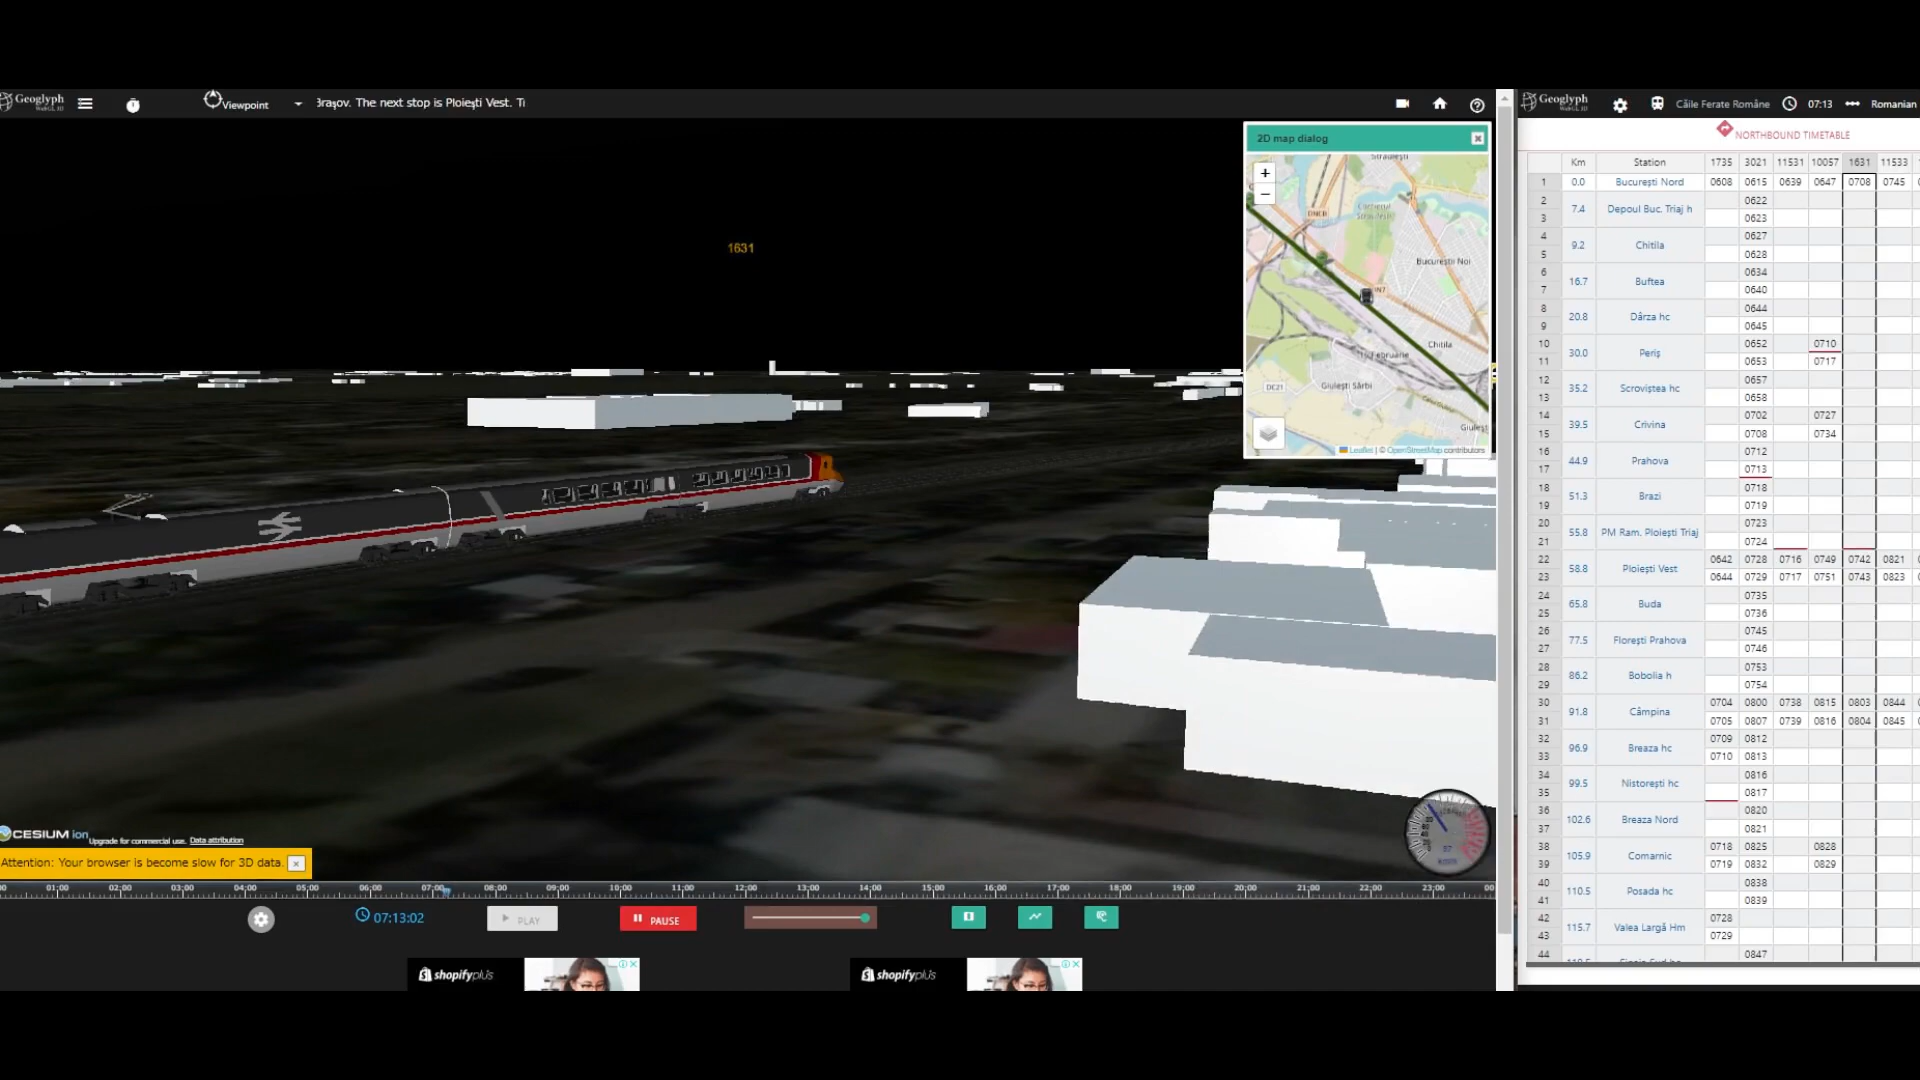 Geoglyph
Viewpoint
Brașov. The next stop is Ploiești Vest. Ti
1631
2D map dialog
+
−
Străulești
Bucureștii Noi
DN7
Chitila
15 Februarie
DC21
Giulești Sârbi
Leaflet | © OpenStreetMap contributors
CESIUM ion
Upgrade for commercial use. Data attribution
Attention: Your browser is become slow for 3D data. ×
01:00 02:00 03:00 04:00 05:00 06:00 07:00 08:00 09:00 10:00 11:00 12:00 13:00 14:00 15:00 16:00 17:00 18:00 19:00 20:00 21:00 22:00 23:00 00
07:13:02
PLAY
PAUSE
shopifyplus
shopifyplus
Geoglyph
Căile Ferate Române 07:13 Romanian
NORTHBOUND TIMETABLE
Km Station 1735 3021 11531 10057 1631 11533
1 0.0 București Nord 0608 0615 0639 0647 0708 0745
2 7.4 Depoul Buc. Triaj h 0622
3 0623
4 9.2 Chitila 0627
5 0628
6 16.7 Buftea 0634
7 0640
8 20.8 Dârza hc 0644
9 0645
10 30.0 Periș 0652 0710
11 0653 0717
12 35.2 Scroviștea hc 0657
13 0658
14 39.5 Crivina 0702 0727
15 0708 0734
16 44.9 Prahova 0712
17 0713
18 51.3 Brazi 0718
19 0719
20 55.8 PM Ram. Ploiești Triaj 0723
21 0724
22 58.8 Ploiești Vest 0642 0728 0716 0749 0742 0821
23 0644 0729 0717 0751 0743 0823
24 65.8 Buda 0735
25 0736
26 77.5 Florești Prahova 0745
27 0746
28 86.2 Bobolia h 0753
29 0754
30 91.8 Câmpina 0704 0800 0738 0815 0803 0844
31 0705 0807 0739 0816 0804 0845
32 96.9 Breaza hc 0709 0812
33 0710 0813
34 99.5 Nistorești hc 0816
35 0817
36 102.6 Breaza Nord 0820
37 0821
38 105.9 Comarnic 0718 0825 0828
39 0719 0832 0829
40 110.5 Posada hc 0838
41 0839
42 115.7 Valea Largă Hm 0728
43 0729
44 0847